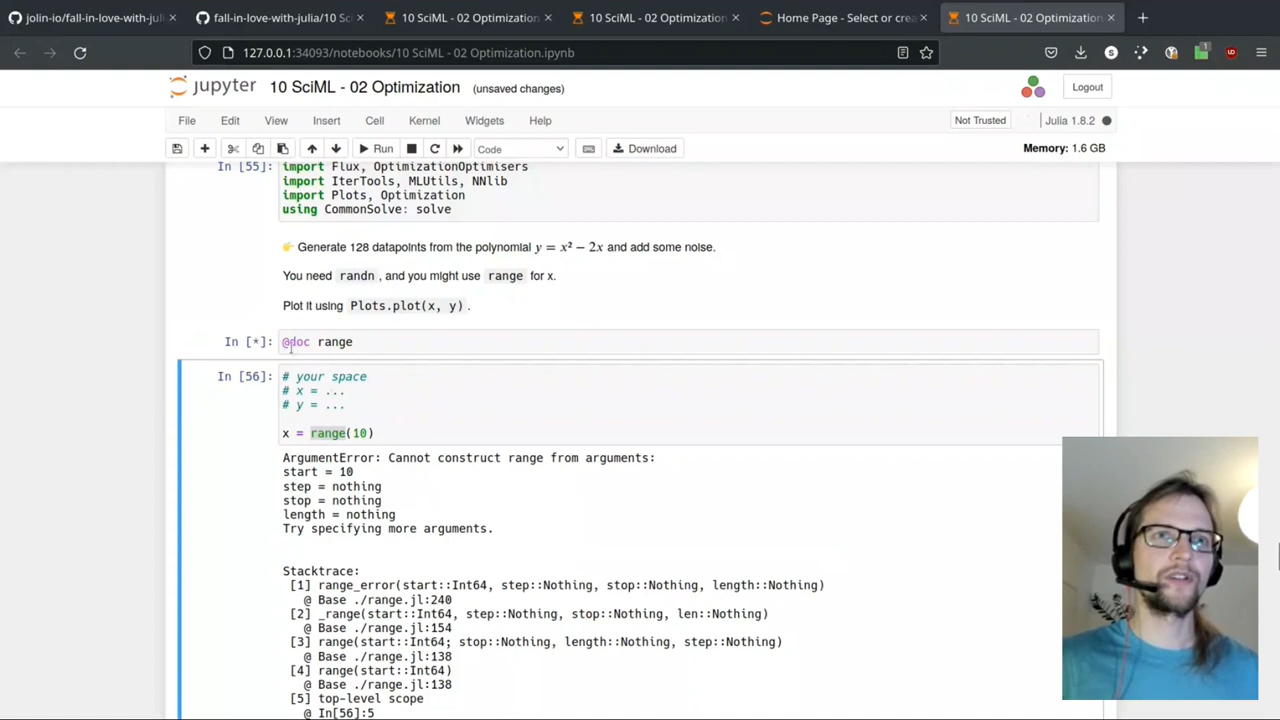 jolin-io/fall-in-love-with-juli
fall-in-love-with-julia/10 Sci
10 SciML - 02 Optimization
10 SciML - 02 Optimization
Home Page - Select or crea
10 SciML - 02 Optimization
127.0.0.1:34093/notebooks/10 SciML - 02 Optimization.ipynb
jupyter 10 SciML - 02 Optimization (unsaved changes) Logout
File Edit View Insert Cell Kernel Widgets Help Not Trusted Julia 1.8.2
Run Code Download Memory: 1.6 GB
In [55]: import Flux, OptimizationOptimisers
import IterTools, MLUtils, NNlib
import Plots, Optimization
using CommonSolve: solve
👉 Generate 128 datapoints from the polynomial y = x² − 2x and add some noise.
You need randn , and you might use range for x.
Plot it using Plots.plot(x, y) .
In [*]: @doc range
In [56]: # your space
# x = ...
# y = ...
x = range(10)
ArgumentError: Cannot construct range from arguments:
start = 10
step = nothing
stop = nothing
length = nothing
Try specifying more arguments.
Stacktrace:
[1] range_error(start::Int64, step::Nothing, stop::Nothing, length::Nothing)
@ Base ./range.jl:240
[2] _range(start::Int64, step::Nothing, stop::Nothing, len::Nothing)
@ Base ./range.jl:154
[3] range(start::Int64; stop::Nothing, length::Nothing, step::Nothing)
@ Base ./range.jl:138
[4] range(start::Int64)
@ Base ./range.jl:138
[5] top-level scope
@ In[56]:5